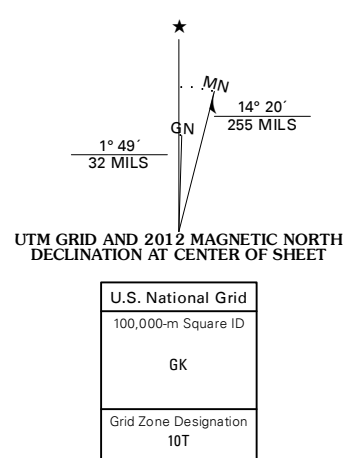 ★
MN
GN
14° 20´
255 MILS
1° 49´
32 MILS
UTM GRID AND 2012 MAGNETIC NORTH
DECLINATION AT CENTER OF SHEET
U.S. National Grid
100,000-m Square ID
GK
Grid Zone Designation
10T